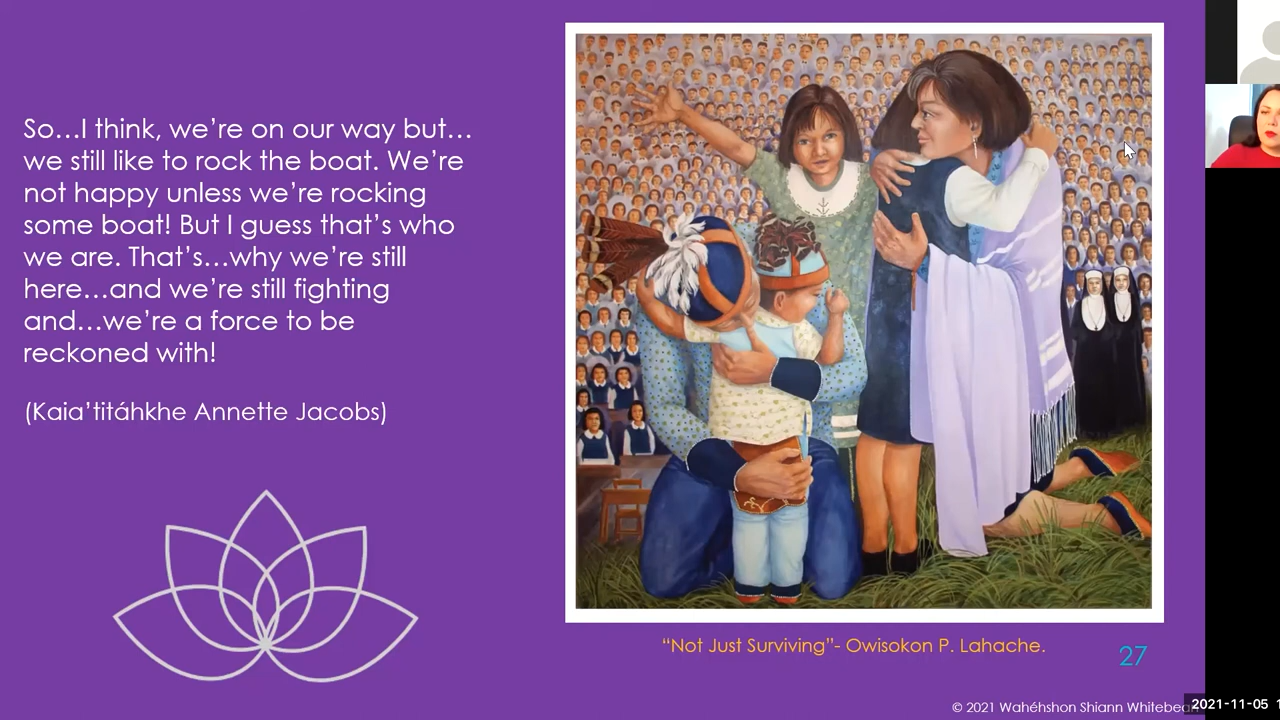 So…I think, we’re on our way but…
we still like to rock the boat. We’re
not happy unless we’re rocking
some boat! But I guess that’s who
we are. That’s…why we’re still
here…and we’re still fighting
and…we’re a force to be
reckoned with!
(Kaia’titáhkhe Annette Jacobs)
“Not Just Surviving”- Owisokon P. Lahache.
27
© 2021 Wahéhshon Shiann
2021-11-05